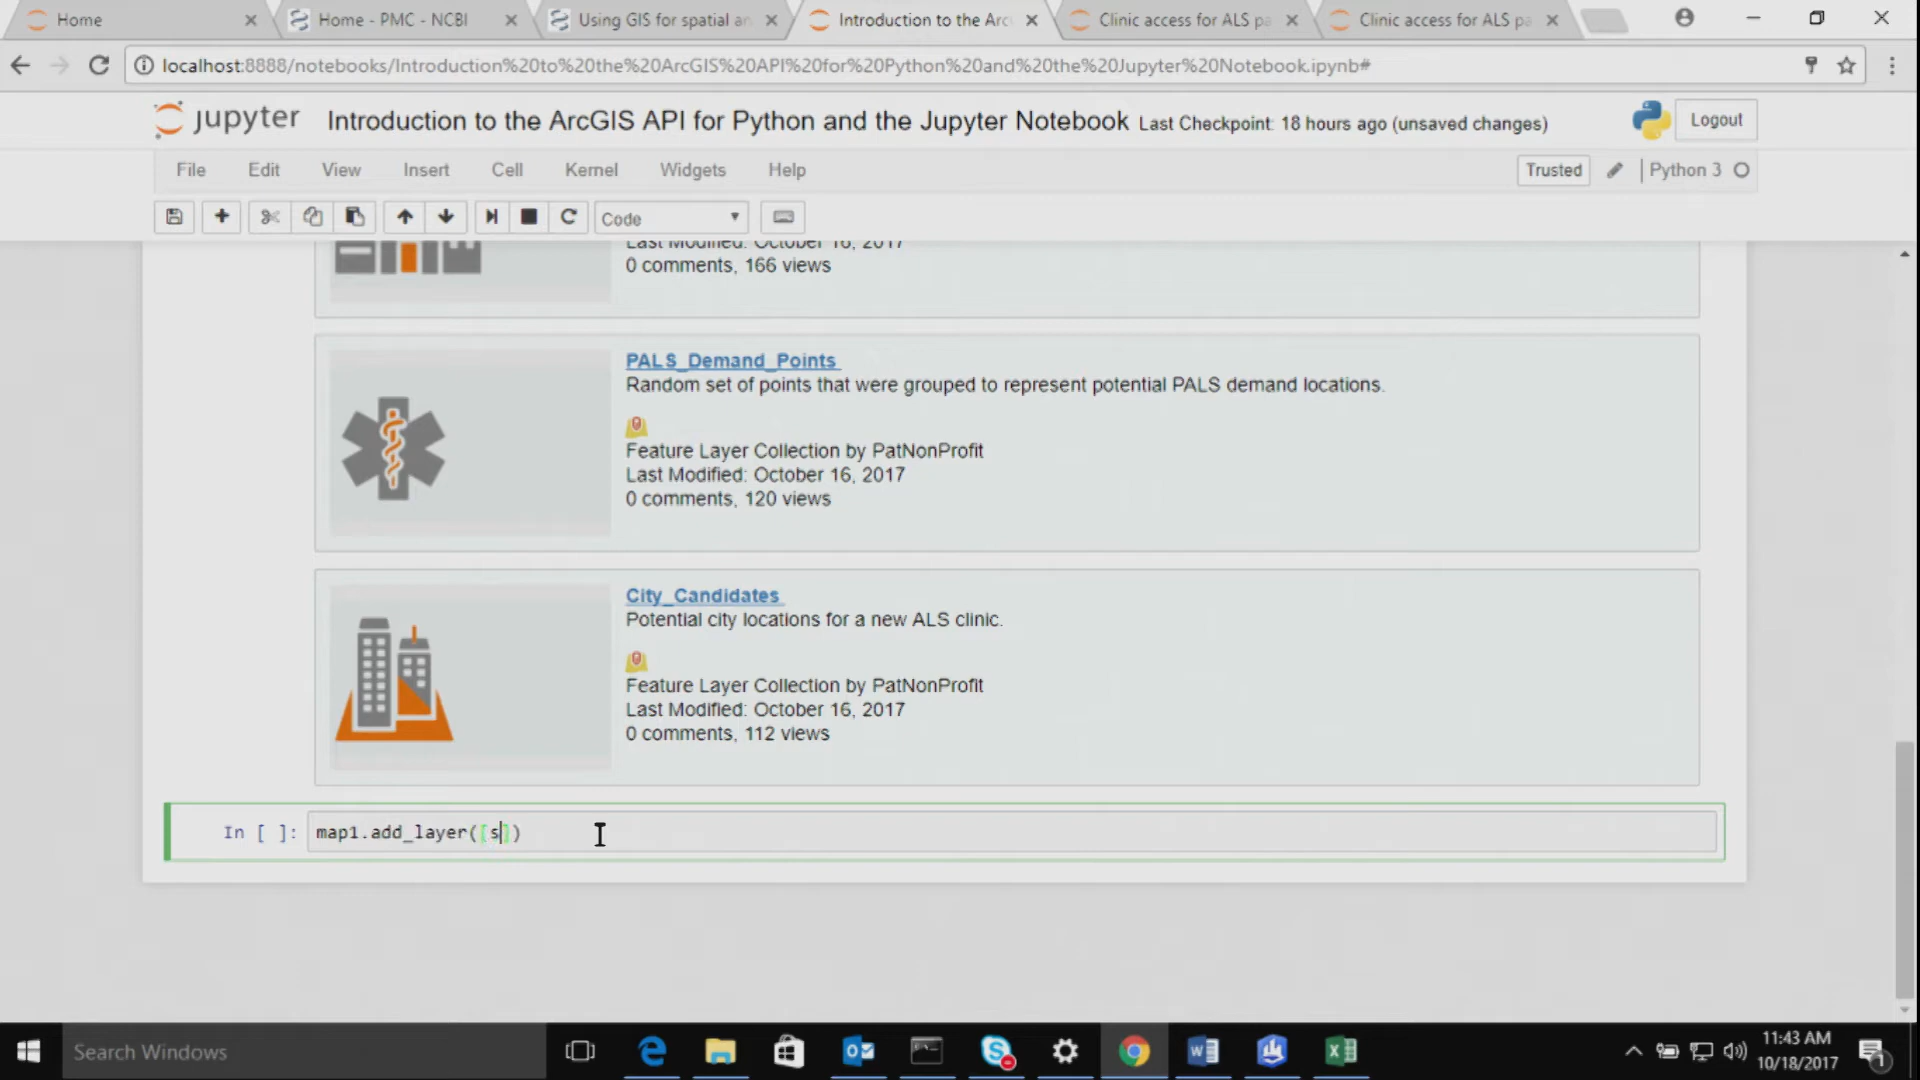 Home
Home - PMC - NCBI
Using GIS for spatial an
Introduction to the Arc
Clinic access for ALS pa
Clinic access for ALS pa
localhost:8888/notebooks/Introduction%20to%20the%20ArcGIS%20API%20for%20Python%20and%20the%20Jupyter%20Notebook.ipynb#
jupyter Introduction to the ArcGIS API for Python and the Jupyter Notebook Last Checkpoint: 18 hours ago (unsaved changes)
Logout
File Edit View Insert Cell Kernel Widgets Help
Trusted Python 3
Code
Last Modified: October 16, 2017
0 comments, 166 views
PALS_Demand_Points
Random set of points that were grouped to represent potential PALS demand locations.
Feature Layer Collection by PatNonProfit
Last Modified: October 16, 2017
0 comments, 120 views
City_Candidates
Potential city locations for a new ALS clinic.
Feature Layer Collection by PatNonProfit
Last Modified: October 16, 2017
0 comments, 112 views
In [ ]: map1.add_layer([s])
Search Windows
11:43 AM
10/18/2017
1